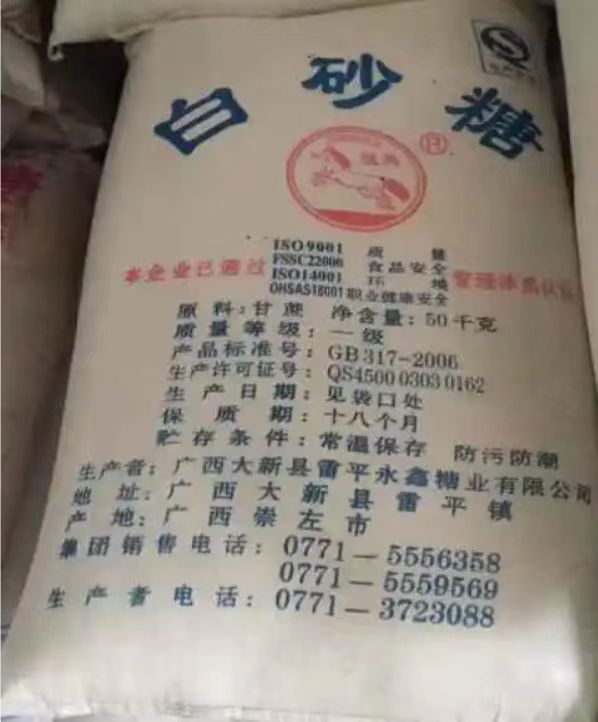 白砂糖
ISO9001 质量
FSSC22000 食品安全
本企业已通过 ISO14001 环境 管理体系认证
OHSAS18001 职业健康安全
原料:甘蔗 净含量:50千克
质量等级:一级
产品标准号:GB317-2006
生产许可证号:QS4500 0303 0162
生产日期:见袋口处
保质期:十八个月
贮存条件:常温保存 防污防潮
生产者:广西大新县雷平永鑫糖业有限公司
地址:广西大新县雷平镇
产地:广西崇左市
集团销售电话:0771-5556358
0771-5559569
生产者电话:0771-3723088